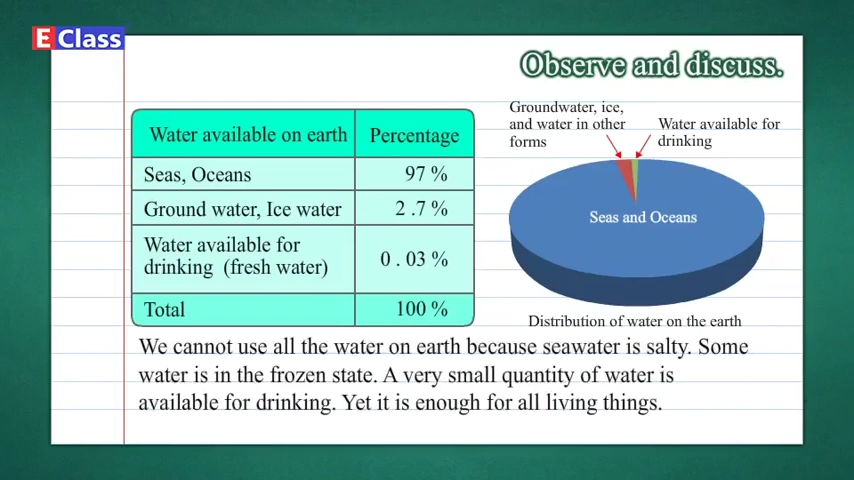 E Class
Observe and discuss.
Water available on earth Percentage
Seas, Oceans 97 %
Ground water, Ice water 2 .7 %
Water available for
drinking (fresh water) 0 . 03 %
Total 100 %
Groundwater, ice,
and water in other
forms
Water available for
drinking
Seas and Oceans
Distribution of water on the earth
We cannot use all the water on earth because seawater is salty. Some
water is in the frozen state. A very small quantity of water is
available for drinking. Yet it is enough for all living things.